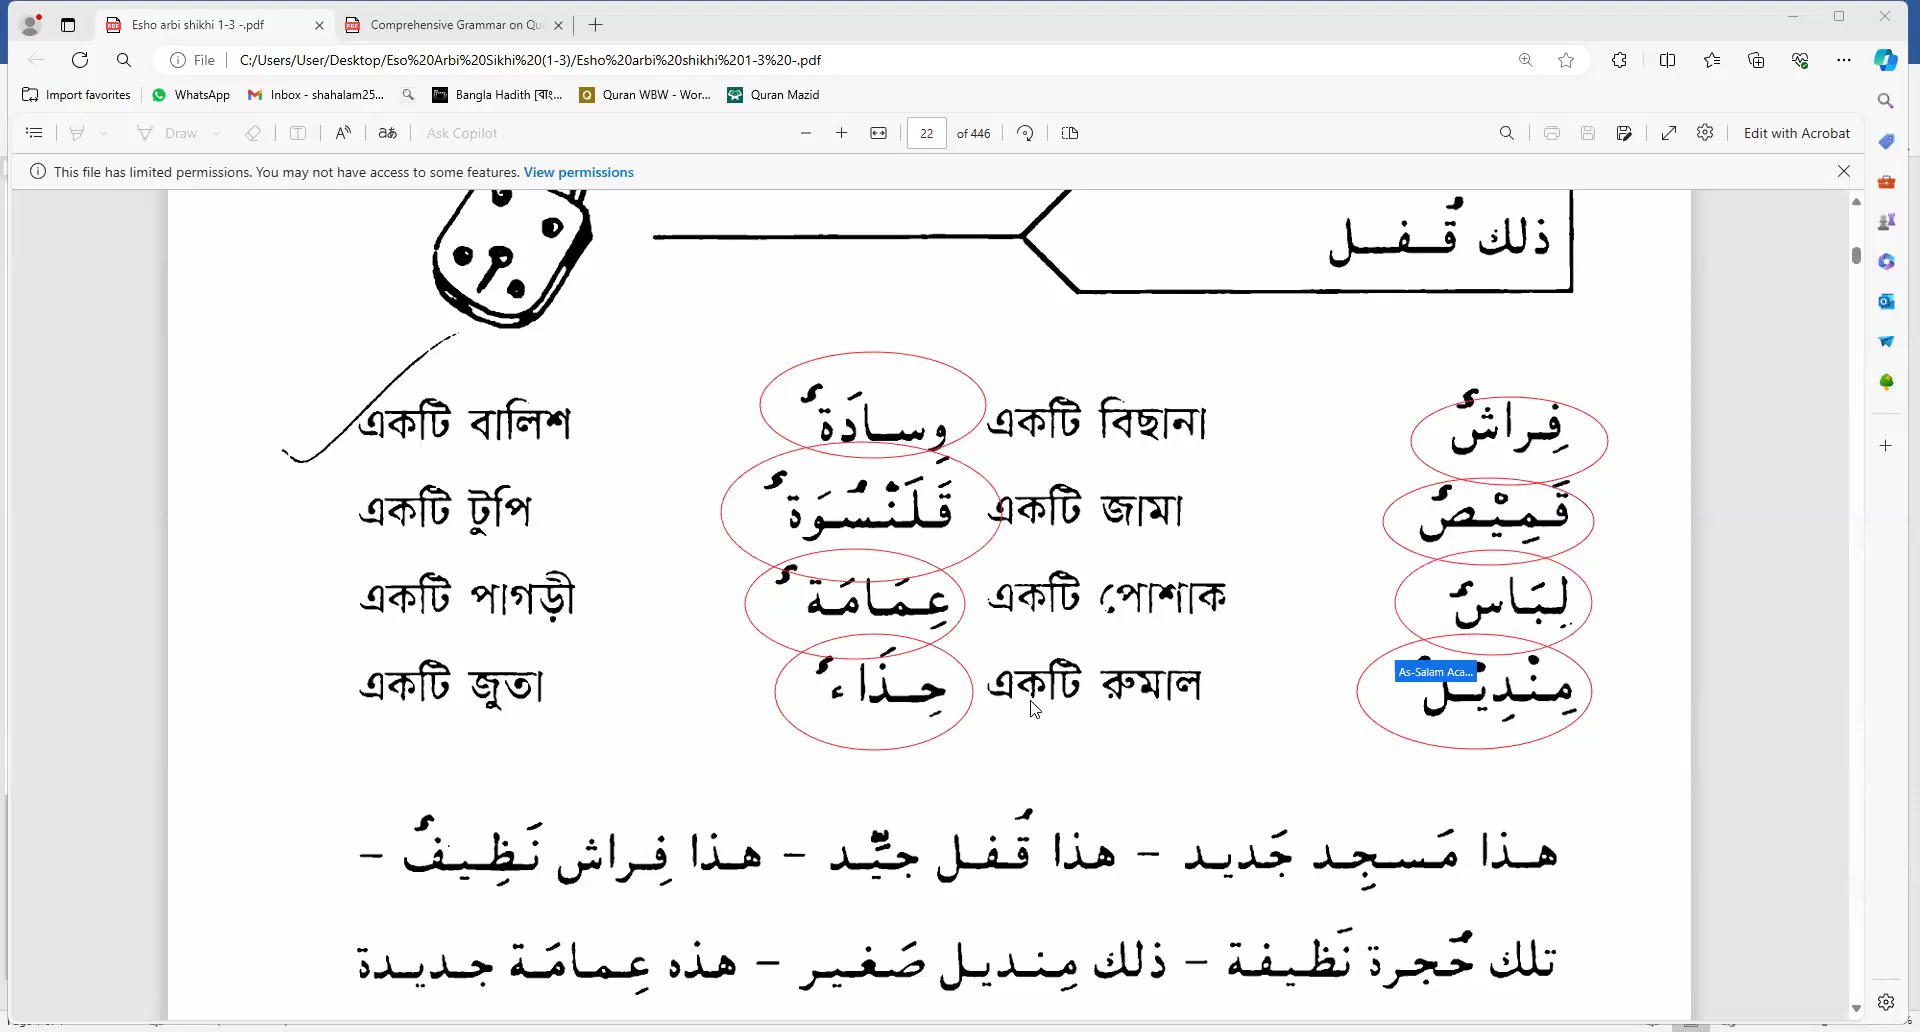 Esho arbi shikhi 1-3 -.pdf
Comprehensive Grammar on Qu
File
C:/Users/User/Desktop/Eso%20Arbi%20Sikhi%20(1-3)/Esho%20arbi%20shikhi%201-3%20-.pdf
Import favorites WhatsApp Inbox - shahalam25... Bangla Hadith [বাং... Quran WBW - Wor... Quran Mazid
Draw Ask Copilot 22 of 446 Edit with Acrobat
This file has limited permissions. You may not have access to some features. View permissions
ذلك قُفل
فِراشٌ একটি বিছানা وِسادَةٌ একটি বালিশ
قَمِيْصٌ একটি জামা قَلَنْسُوَةٌ একটি টুপি
لِبَاسٌ একটি পোশাক عِمَامَةٌ একটি পাগড়ী
مِنْدِيْلٌ একটি রুমাল حِذَاءٌ একটি জুতা
As-Salam Aca...
هذا مَسجِد جَديد – هذا قُفل جيِّد – هذا فِراش نَظِيفٌ –
تلك حُجرة نَظيفة – ذلك مِنديل صَغير – هذه عِمامَة جديدة